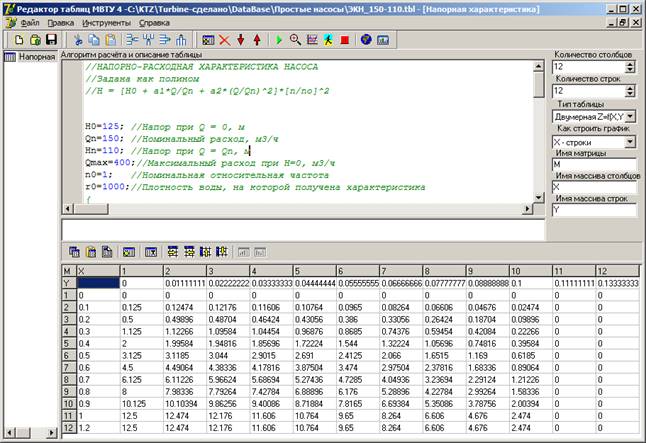 Редактор таблиц МВТУ 4 -C:\KTZ\Turbine-сделано\DataBase\Простые насосы\ЭКН_150-110.tbl - [Напорная характеристика]
Файл Правка Инструменты Справка
Напорная
Алгоритм расчёта и описание таблицы
//НАПОРНО-РАСХОДНАЯ ХАРАКТЕРИСТИКА НАСОСА
//Задана как полином
//H = [H0 + a1*Q/Qn + a2*(Q/Qn)^2]*[n/no]^2
H0=125; //Напор при Q = 0, м
Qn=150; //Номинальный расход, м3/ч
Hn=110; //Напор при Q = Qn, м
Qmax=400;//Максимальный расход при H=0, м3/ч
n0=1; //Номинальная относительная частота
r0=1000;//Плотность воды, на которой получена характеристика
{
Количество столбцов
12
Количество строк
12
Тип таблицы
Двумерная Z=f(X,Y
Как строить график
X - строки
Имя матрицы
M
Имя массива столбцов
X
Имя массива строк
Y
M X 1 2 3 4 5 6 7 8 9 10 11 12
Y 0 0.01111111 0.02222222 0.03333333 0.04444444 0.05555555 0.06666666 0.07777777 0.08888888 0.1 0.11111111 0.13333333
1 0 0 0 0 0 0 0 0 0 0 0 0 0
2 0.1 0.125 0.12474 0.12176 0.11606 0.10764 0.0965 0.08264 0.06606 0.04676 0.02474 0 0
3 0.2 0.5 0.49896 0.48704 0.46424 0.43056 0.386 0.33056 0.26424 0.18704 0.09896 0 0
4 0.3 1.125 1.12266 1.09584 1.04454 0.96876 0.8685 0.74376 0.59454 0.42084 0.22266 0 0
5 0.4 2 1.99584 1.94816 1.85696 1.72224 1.544 1.32224 1.05696 0.74816 0.39584 0 0
6 0.5 3.125 3.1185 3.044 2.9015 2.691 2.4125 2.066 1.6515 1.169 0.6185 0 0
7 0.6 4.5 4.49064 4.38336 4.17816 3.87504 3.474 2.97504 2.37816 1.68336 0.89064 0 0
8 0.7 6.125 6.11226 5.96624 5.68694 5.27436 4.7285 4.04936 3.23694 2.29124 1.21226 0 0
9 0.8 8 7.98336 7.79264 7.42784 6.88896 6.176 5.28896 4.22784 2.99264 1.58336 0 0
10 0.9 10.125 10.10394 9.86256 9.40086 8.71884 7.8165 6.69384 5.35086 3.78756 2.00394 0 0
11 1 12.5 12.474 12.176 11.606 10.764 9.65 8.264 6.606 4.676 2.474 0 0
12 1.2 12.5 12.474 12.176 11.606 10.764 9.65 8.264 6.606 4.676 2.474 0 0